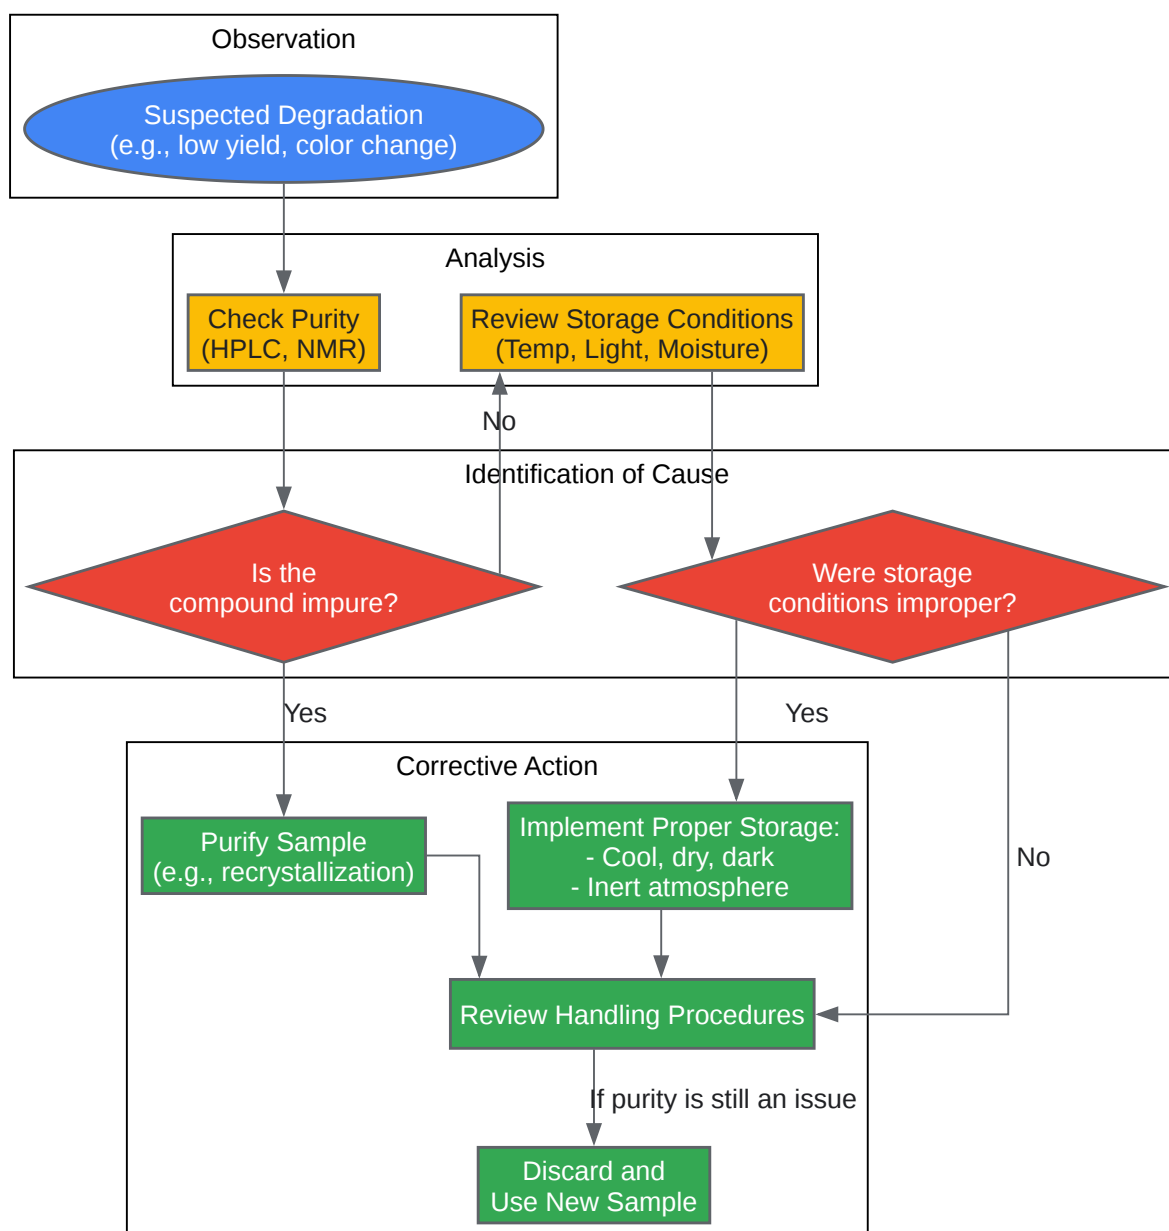 Observation
Suspected Degradation
(e.g., low yield, color change)
Analysis
Check Purity
(HPLC, NMR)
Review Storage Conditions
(Temp, Light, Moisture)
No
Identification of Cause
Is the
compound impure?
Were storage
conditions improper?
Yes
Yes
No
Corrective Action
Purify Sample
(e.g., recrystallization)
Implement Proper Storage:
- Cool, dry, dark
- Inert atmosphere
Review Handling Procedures
If purity is still an issue
Discard and
Use New Sample